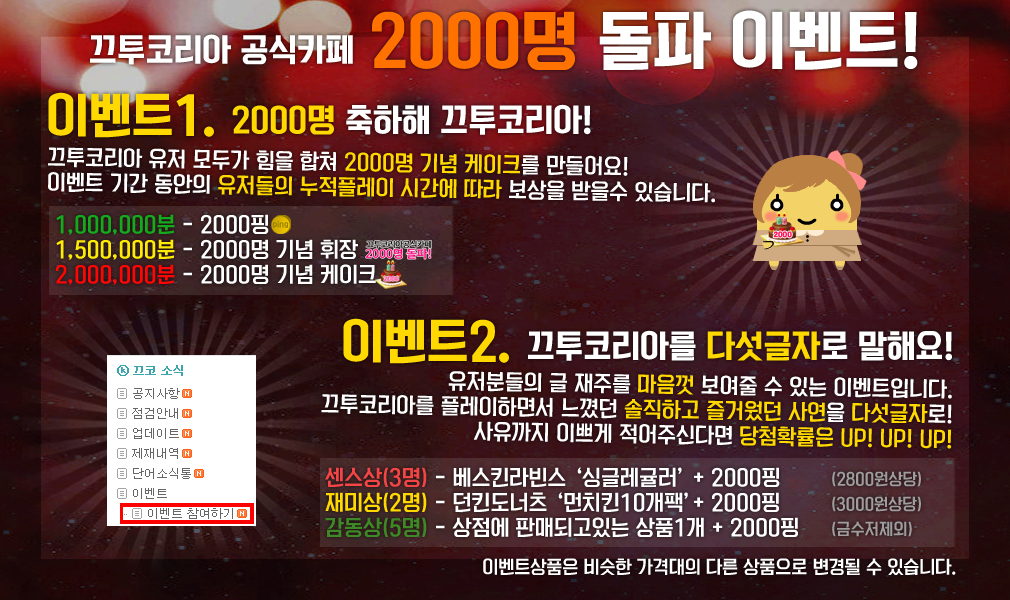 끄투코리아 공식카페 2000명 돌파 이벤트!
이벤트1. 2000명 축하해 끄투코리아!
끄투코리아 유저 모두가 힘을 합쳐 2000명 기념 케이크를 만들어요!
이벤트 기간 동안의 유저들의 누적플레이 시간에 따라 보상을 받을수 있습니다.
1,000,000분 - 2000핑 ping
1,500,000분 - 2000명 기념 휘장 끄투코리아공식카페
2000명 돌파!
2,000,000분 - 2000명 기념 케이크
2000
이벤트2. 끄투코리아를 다섯글자로 말해요!
유저분들의 글 재주를 마음껏 보여줄 수 있는 이벤트입니다.
끄투코리아를 플레이하면서 느꼈던 솔직하고 즐거웠던 사연을 다섯글자로!
사유까지 이쁘게 적어주신다면 당첨확률은 UP! UP! UP!
끄코 소식
공지사항 N
점검안내 N
업데이트 N
제재내역 N
단어소식통 N
이벤트
이벤트 참여하기 N
센스상(3명) - 베스킨라빈스 ‘싱글레귤러’ + 2000핑 (2800원상당)
재미상(2명) - 던킨도너츠 ‘먼치킨10개팩’ + 2000핑 (3000원상당)
감동상(5명) - 상점에 판매되고있는 상품1개 + 2000핑 (금수저제외)
이벤트상품은 비슷한 가격대의 다른 상품으로 변경될 수 있습니다.